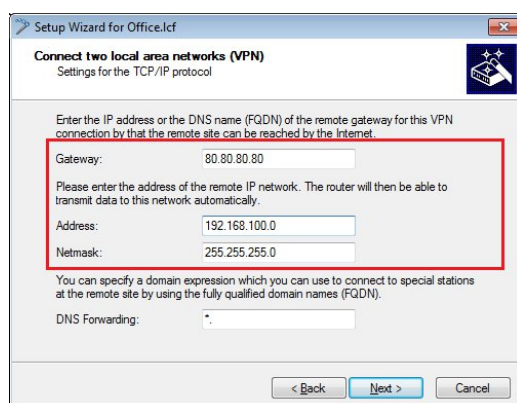 Setup Wizard for Office.lcf
Connect two local area networks (VPN)
Settings for the TCP/IP protocol
Enter the IP address or the DNS name (FQDN) of the remote gateway for this VPN
connection by that the remote site can be reached by the Internet.
Gateway: 80.80.80.80
Please enter the address of the remote IP network. The router will then be able to
transmit data to this network automatically.
Address: 192.168.100.0
Netmask: 255.255.255.0
You can specify a domain expression which you can use to connect to special stations
at the remote site by using the fully qualified domain names (FQDN).
DNS Forwarding: *.
< Back Next > Cancel